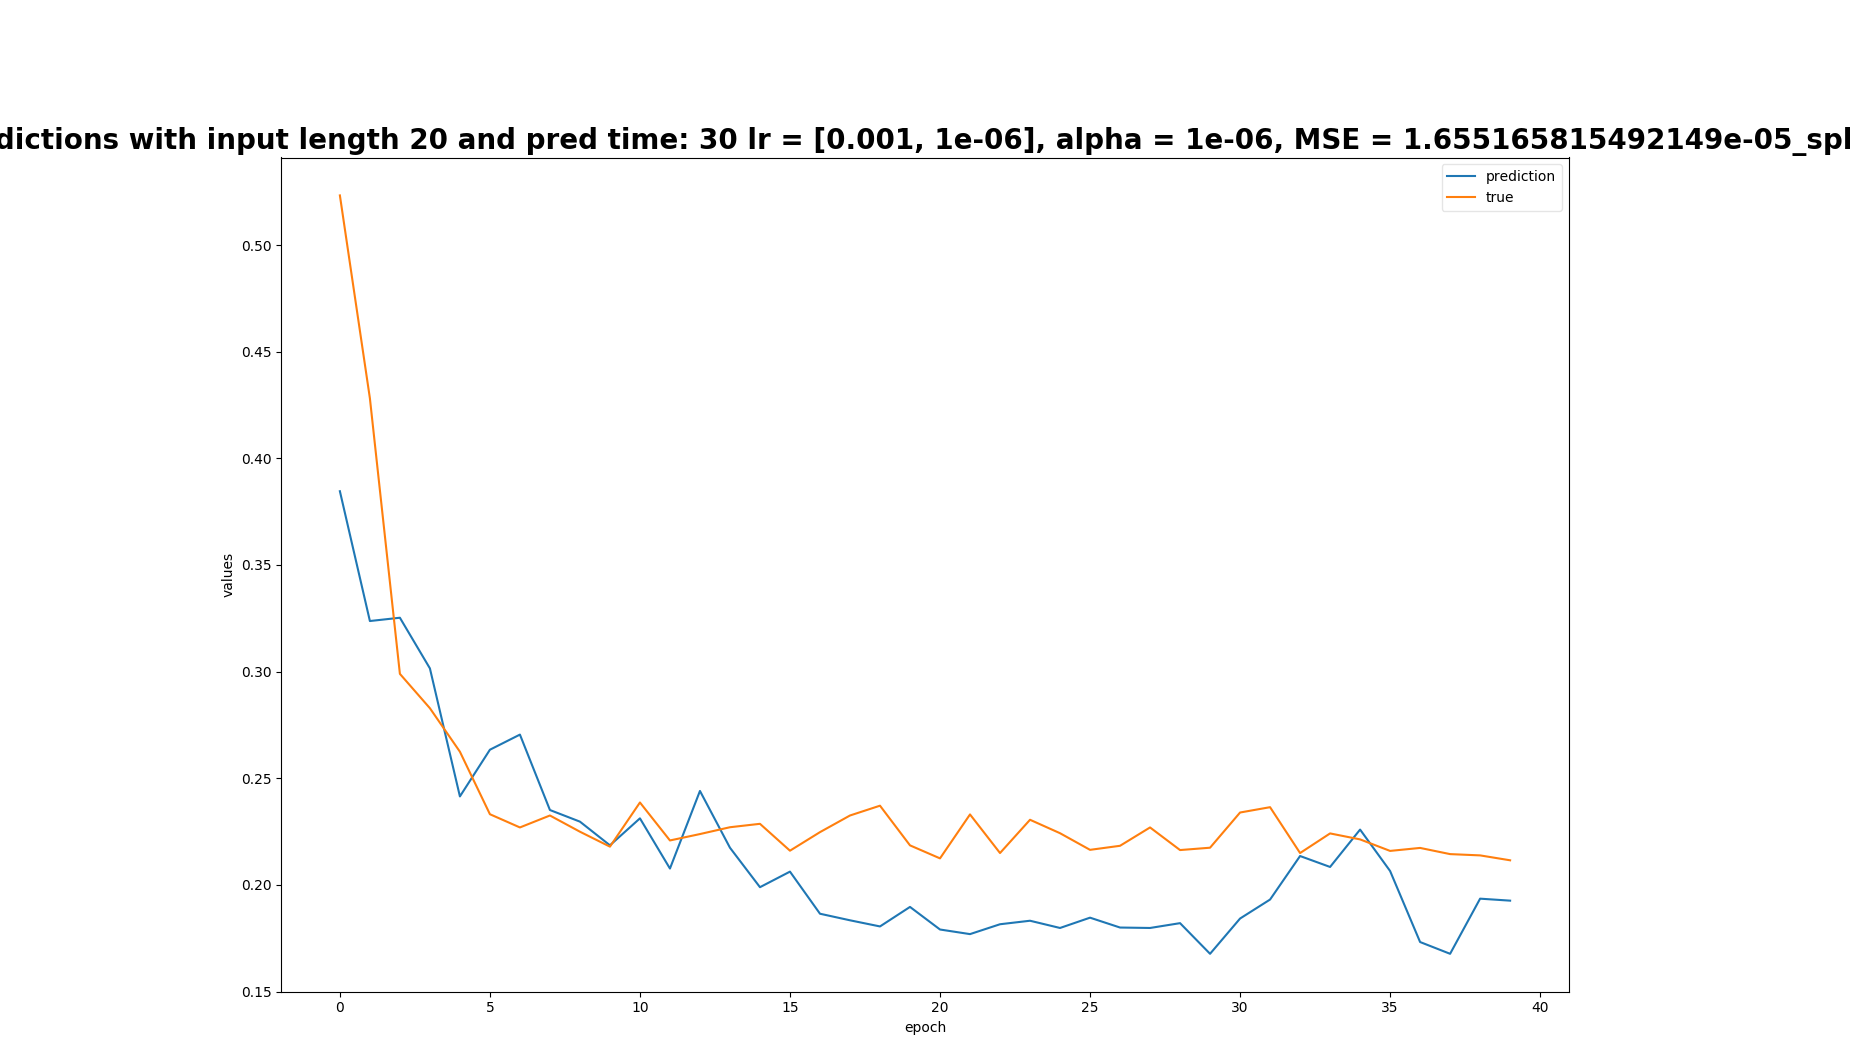 dictions with input length 20 and pred time: 30 lr = [0.001, 1e-06], alpha = 1e-06, MSE = 1.655165815492149e-05_spl
prediction
true
0.50
0.45
0.40
0.35
0.30
0.25
0.20
0.15
values
0 5 10 15 20 25 30 35 40
epoch